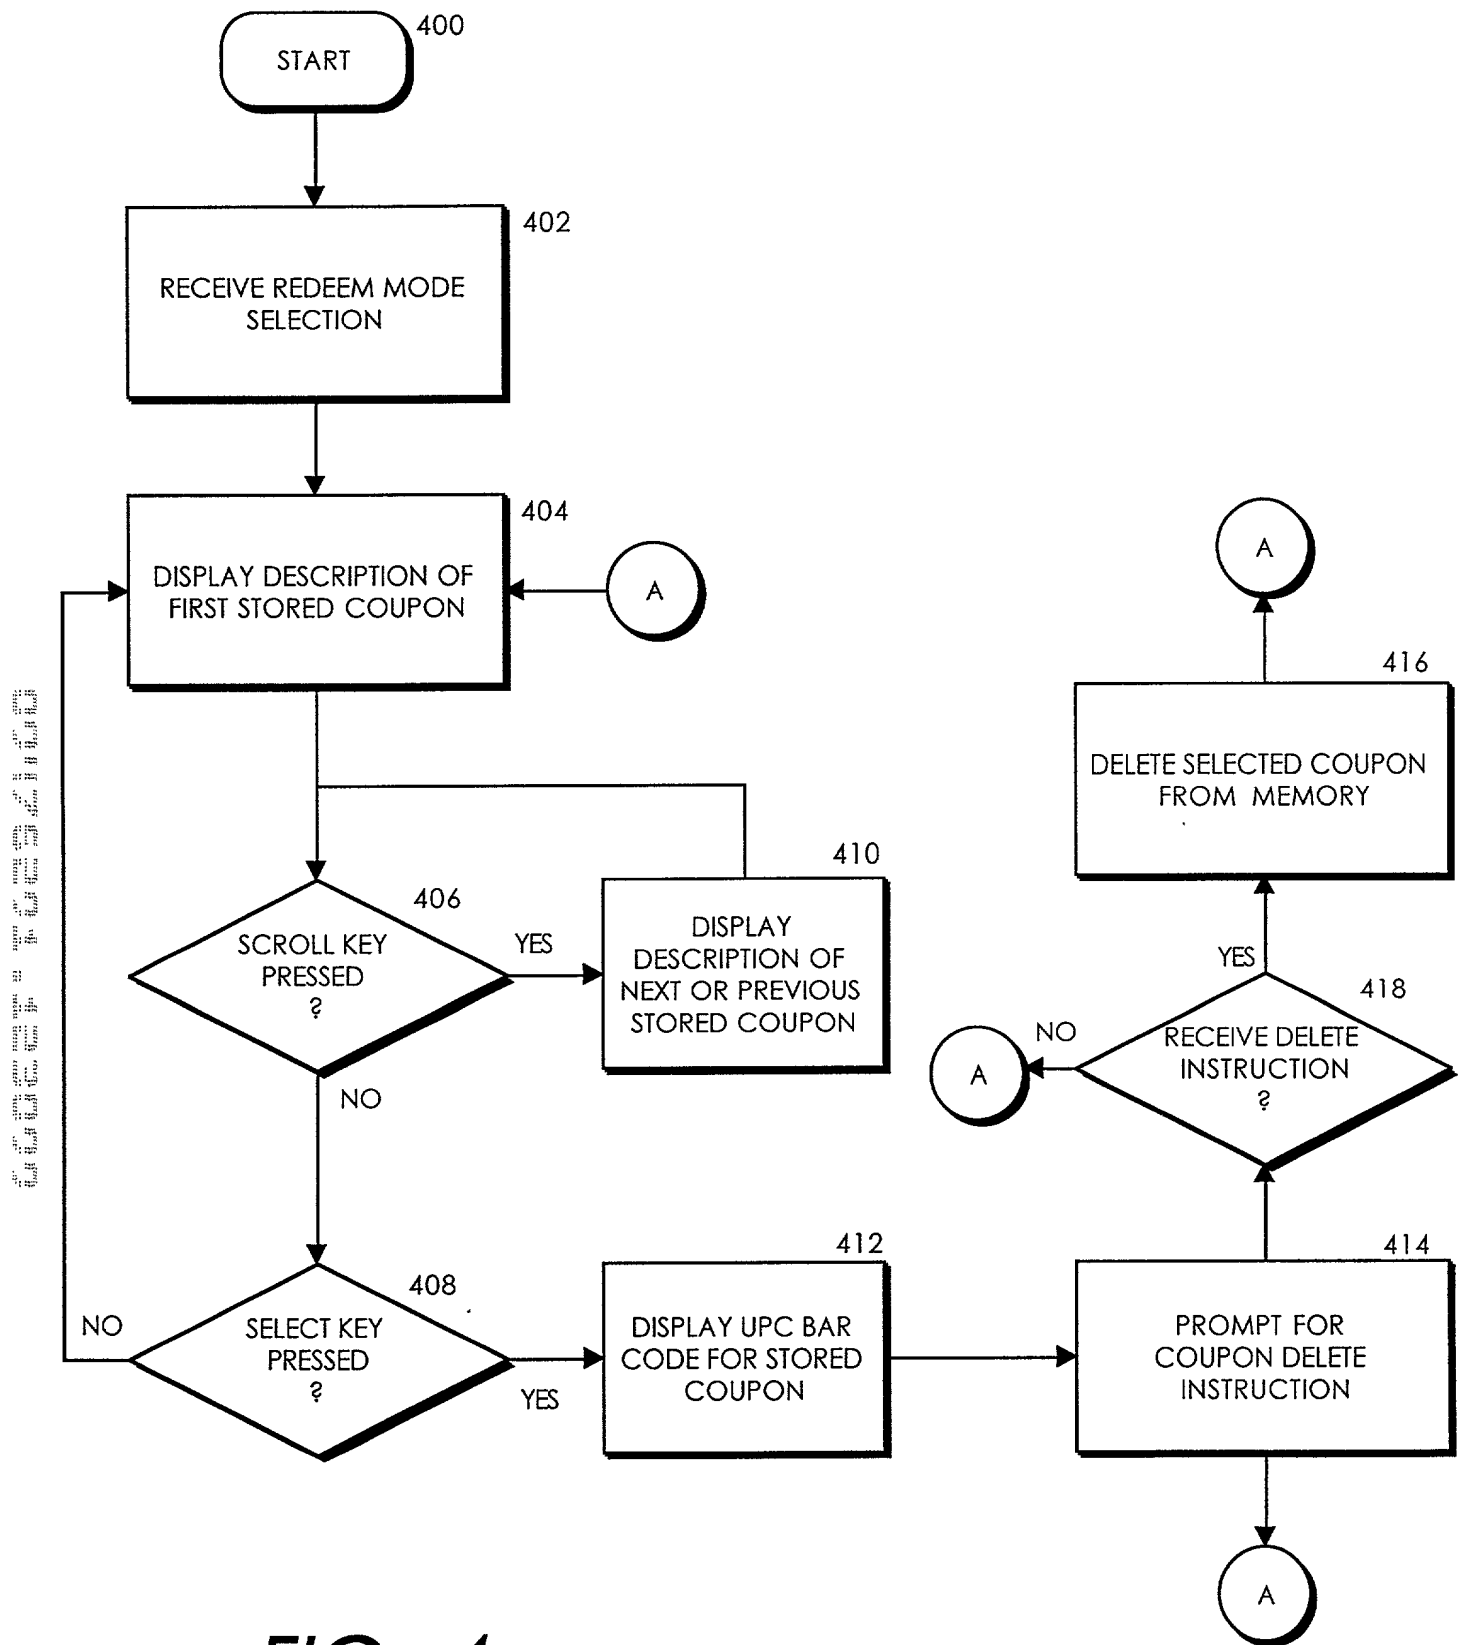 400
START
402
RECEIVE REDEEM MODE
SELECTION
404
DISPLAY DESCRIPTION OF
FIRST STORED COUPON
A
A
416
DELETE SELECTED COUPON
FROM MEMORY
406
SCROLL KEY
PRESSED
?
YES
NO
410
DISPLAY
DESCRIPTION OF
NEXT OR PREVIOUS
STORED COUPON
YES
418
RECEIVE DELETE
INSTRUCTION
?
NO
A
408
SELECT KEY
PRESSED
?
NO
YES
412
DISPLAY UPC BAR
CODE FOR STORED
COUPON
414
PROMPT FOR
COUPON DELETE
INSTRUCTION
A